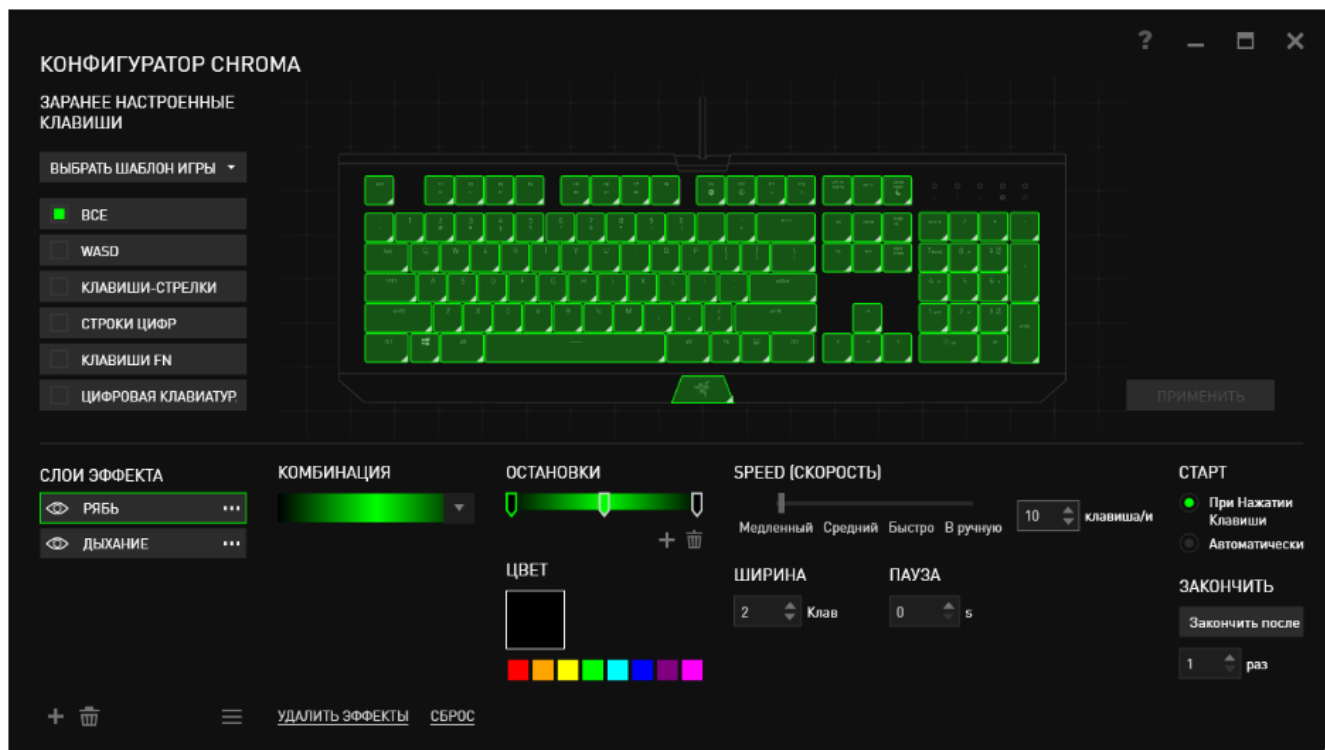 ?
КОНФИГУРАТОР CHROMA
ЗАРАНЕЕ НАСТРОЕННЫЕ
КЛАВИШИ
ВЫБРАТЬ ШАБЛОН ИГРЫ
ВСЕ
WASD
КЛАВИШИ-СТРЕЛКИ
СТРОКИ ЦИФР
КЛАВИШИ FN
ЦИФРОВАЯ КЛАВИАТУР
ПРИМЕНИТЬ
СЛОИ ЭФФЕКТА
РЯБЬ
ДЫХАНИЕ
КОМБИНАЦИЯ
ОСТАНОВКИ
ЦВЕТ
SPEED (СКОРОСТЬ)
Медленный Средний Быстро В ручную
10 клавиша/и
ШИРИНА
2 Клав
ПАУЗА
0 s
СТАРТ
При Нажатии
Клавиши
Автоматически
ЗАКОНЧИТЬ
Закончить после
1 раз
УДАЛИТЬ ЭФФЕКТЫ СБРОС